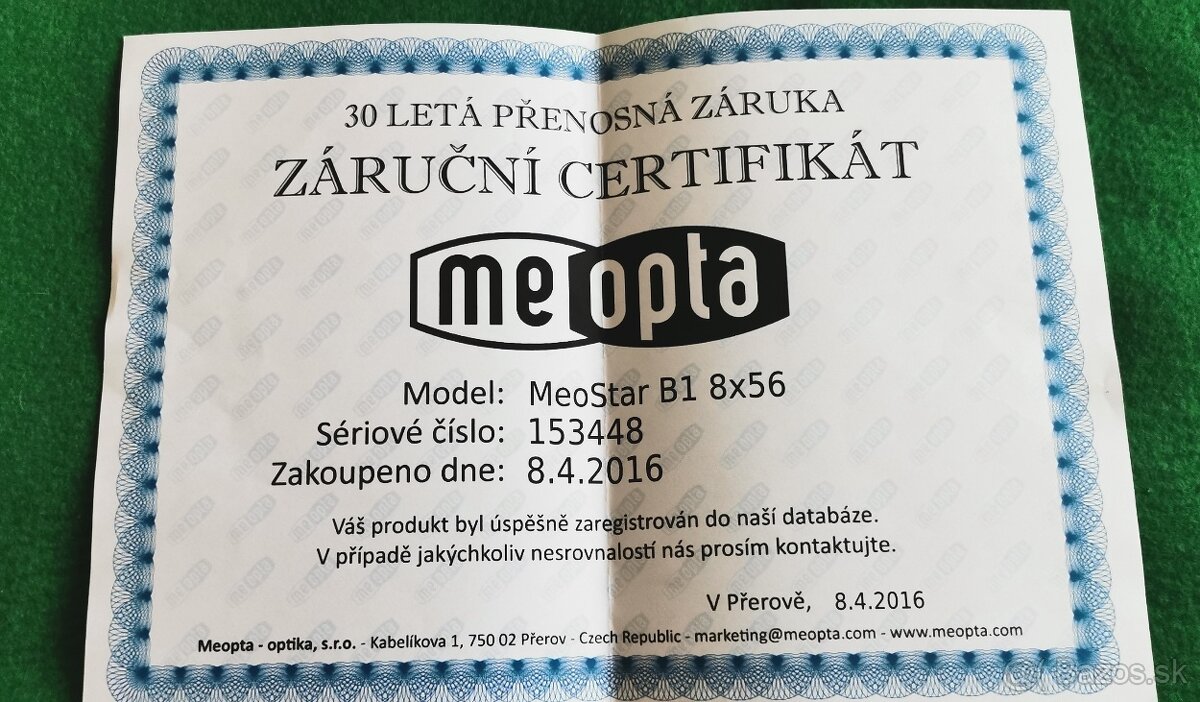 30 LETÁ PŘENOSNÁ ZÁRUKA
ZÁRUČNÍ CERTIFIKÁT
meopta
Model: MeoStar B1 8x56
Sériové číslo: 153448
Zakoupeno dne: 8.4.2016
Váš produkt byl úspěšně zaregistrován do naší databáze.
V případě jakýchkoliv nesrovnalostí nás prosím kontaktujte.
V Přerově, 8.4.2016
Meopta - optika, s.r.o. - Kabelíkova 1, 750 02 Přerov - Czech Republic - marketing@meopta.com - www.meopta.com
bazos.sk